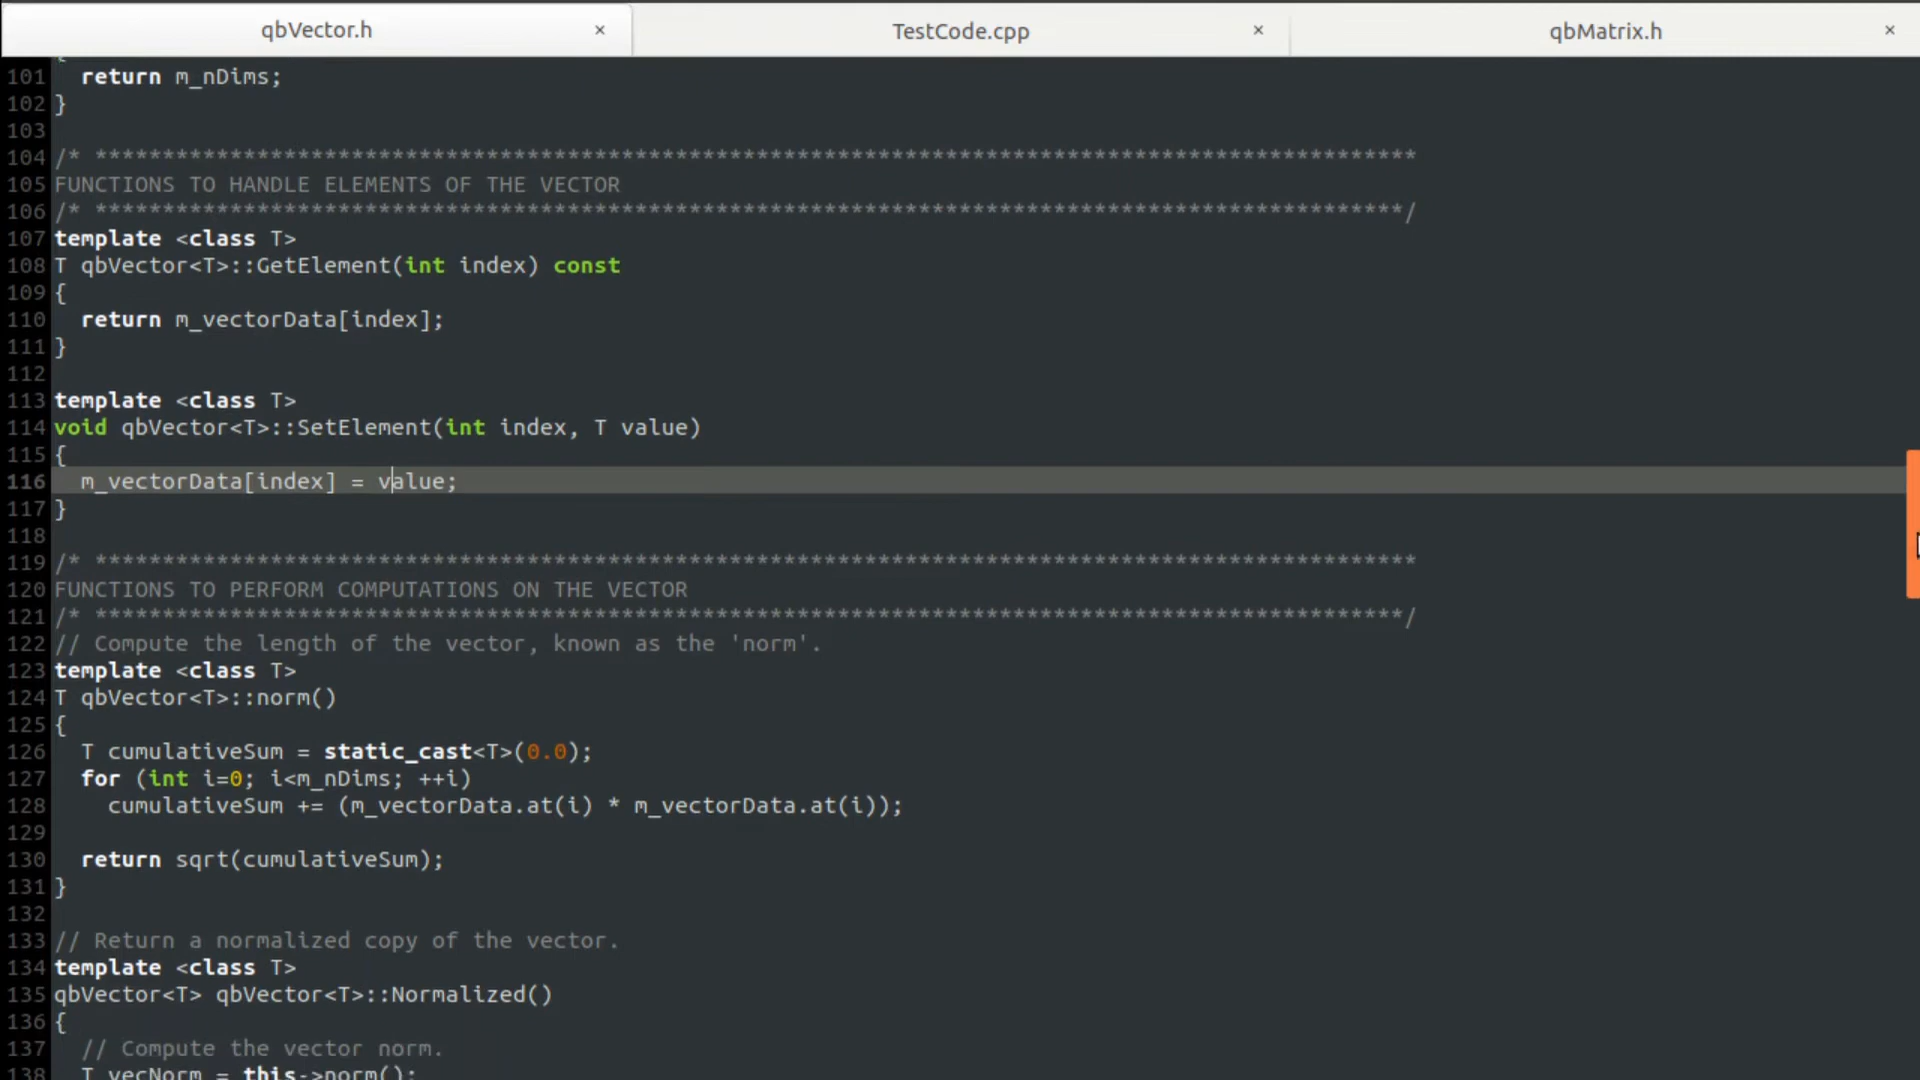 qbVector.h × TestCode.cpp × qbMatrix.h ×
101   return m_nDims;
102 }
103
104 /* **************************************************************************************************
105 FUNCTIONS TO HANDLE ELEMENTS OF THE VECTOR
106 /* *************************************************************************************************/
107 template <class T>
108 T qbVector<T>::GetElement(int index) const
109 {
110   return m_vectorData[index];
111 }
112
113 template <class T>
114 void qbVector<T>::SetElement(int index, T value)
115 {
116   m_vectorData[index] = value;
117 }
118
119 /* **************************************************************************************************
120 FUNCTIONS TO PERFORM COMPUTATIONS ON THE VECTOR
121 /* *************************************************************************************************/
122 // Compute the length of the vector, known as the 'norm'.
123 template <class T>
124 T qbVector<T>::norm()
125 {
126   T cumulativeSum = static_cast<T>(0.0);
127   for (int i=0; i<m_nDims; ++i)
128     cumulativeSum += (m_vectorData.at(i) * m_vectorData.at(i));
129
130   return sqrt(cumulativeSum);
131 }
132
133 // Return a normalized copy of the vector.
134 template <class T>
135 qbVector<T> qbVector<T>::Normalized()
136 {
137   // Compute the vector norm.
138   T vecNorm = this->norm();